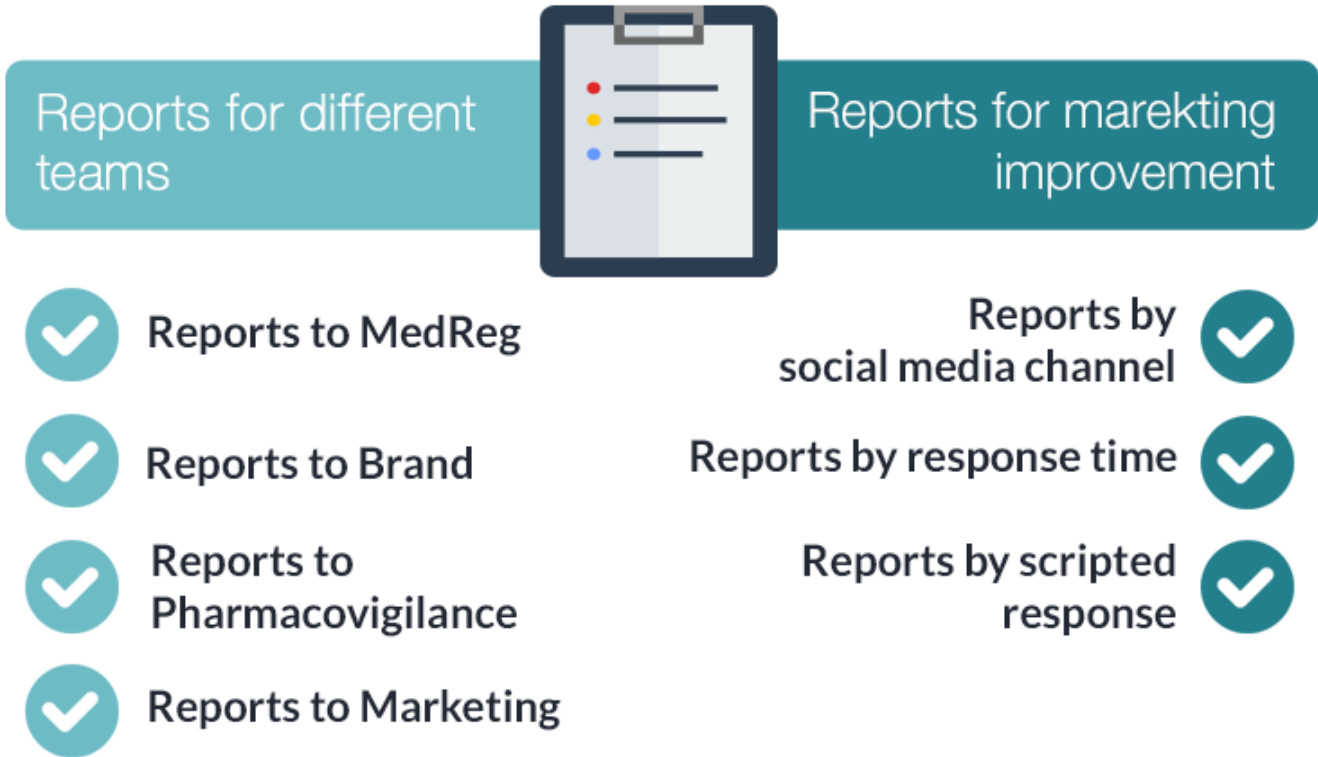 Reports for different
teams
Reports to MedReg
Reports to Brand
Reports to
Pharmacovigilance
Reports to Marketing
Reports for marekting
improvement
Reports by
social media channel
Reports by response time
Reports by scripted
response